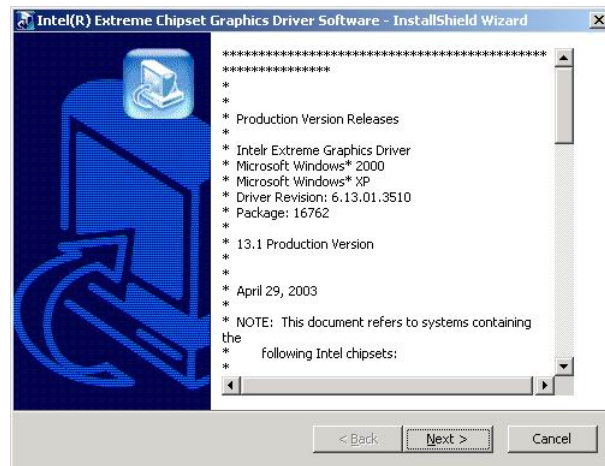 Intel(R) Extreme Chipset Graphics Driver Software - InstallShield Wizard
*********************************************
***************
*
*
* Production Version Releases
*
* Intelr Extreme Graphics Driver
* Microsoft Windows* 2000
* Microsoft Windows* XP
* Driver Revision: 6.13.01.3510
* Package: 16762
*
* 13.1 Production Version
*
*
* April 29, 2003
*
* NOTE: This document refers to systems containing
the
* following Intel chipsets:
*
< Back
Next >
Cancel